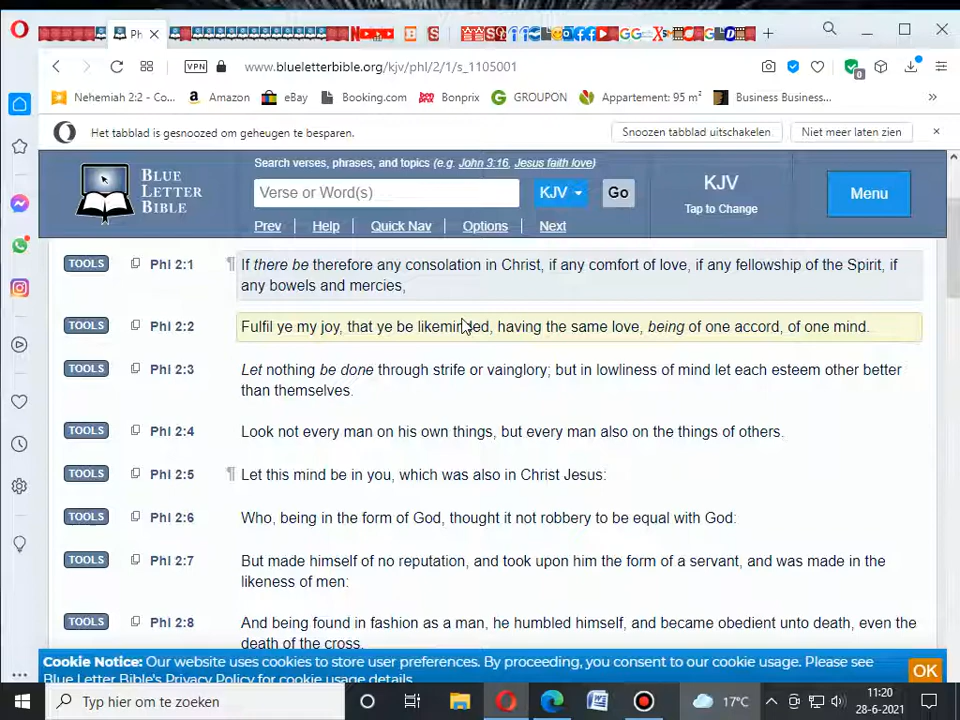 Ph
www.blueletterbible.org/kjv/phl/2/1/s_1105001
VPN
0
Nehemiah 2:2 - Co... Amazon eBay Booking.com Bonprix GROUPON Appartement: 95 m² Business Business...
Het tabblad is gesnoozed om geheugen te besparen. Snoozen tabblad uitschakelen Niet meer laten zien
BLUE
LETTER
BIBLE
Search verses, phrases, and topics (e.g. John 3:16, Jesus faith love)
Verse or Word(s) KJV Go
Prev | Help | Quick Nav | Options | Next
KJV
Tap to Change
Menu
TOOLS Phl 2:1 ¶ If there be therefore any consolation in Christ, if any comfort of love, if any fellowship of the Spirit, if
any bowels and mercies,
TOOLS Phl 2:2 Fulfil ye my joy, that ye be likeminded, having the same love, being of one accord, of one mind.
TOOLS Phl 2:3 Let nothing be done through strife or vainglory; but in lowliness of mind let each esteem other better
than themselves.
TOOLS Phl 2:4 Look not every man on his own things, but every man also on the things of others.
TOOLS Phl 2:5 ¶ Let this mind be in you, which was also in Christ Jesus:
TOOLS Phl 2:6 Who, being in the form of God, thought it not robbery to be equal with God:
TOOLS Phl 2:7 But made himself of no reputation, and took upon him the form of a servant, and was made in the
likeness of men:
TOOLS Phl 2:8 And being found in fashion as a man, he humbled himself, and became obedient unto death, even the
death of the cross.
Cookie Notice: Our website uses cookies to store user preferences. By proceeding, you consent to our cookie usage. Please see
Blue Letter Bible's Privacy Policy for cookie usage details.
OK
Typ hier om te zoeken
17°C
11:20
28-6-2021